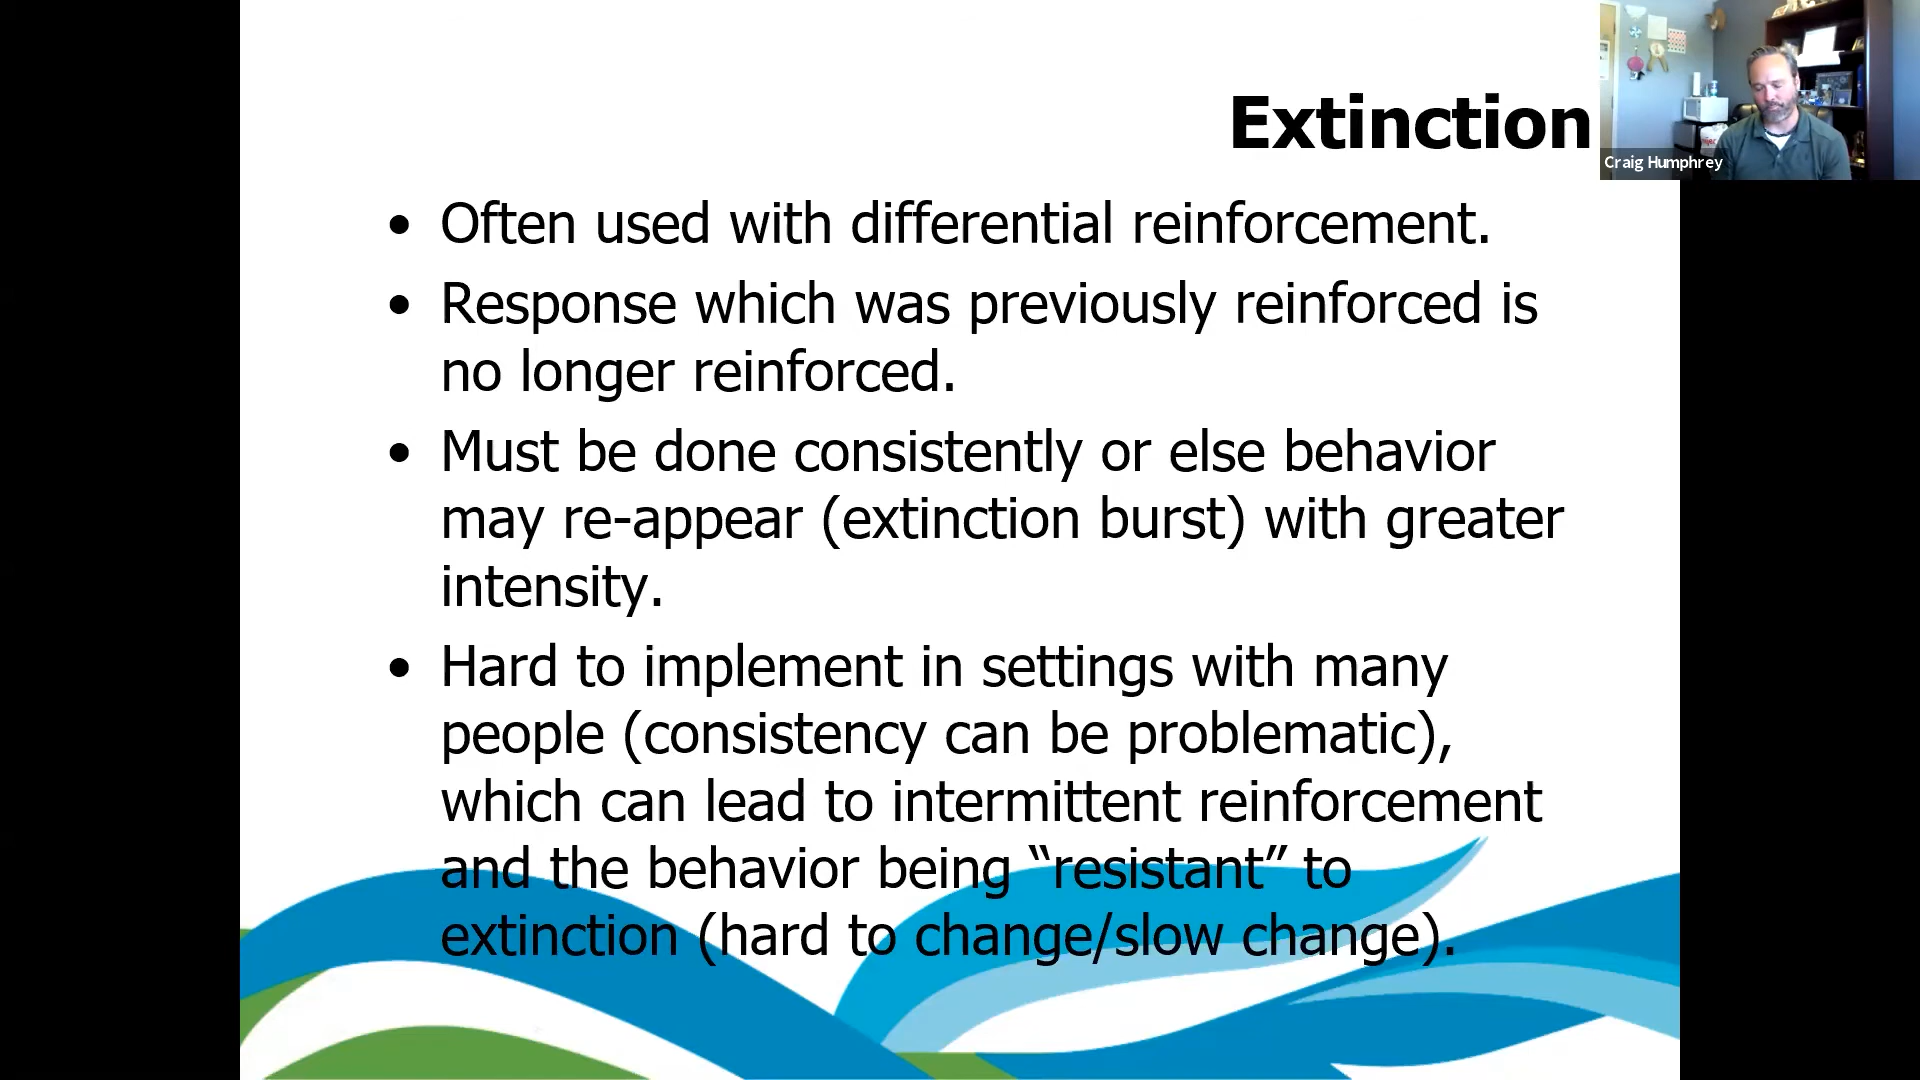 Extinction
Craig Humphrey
• Often used with differential reinforcement.
• Response which was previously reinforced is
no longer reinforced.
• Must be done consistently or else behavior
may re-appear (extinction burst) with greater
intensity.
• Hard to implement in settings with many
people (consistency can be problematic),
which can lead to intermittent reinforcement
and the behavior being “resistant” to
extinction (hard to change/slow change).